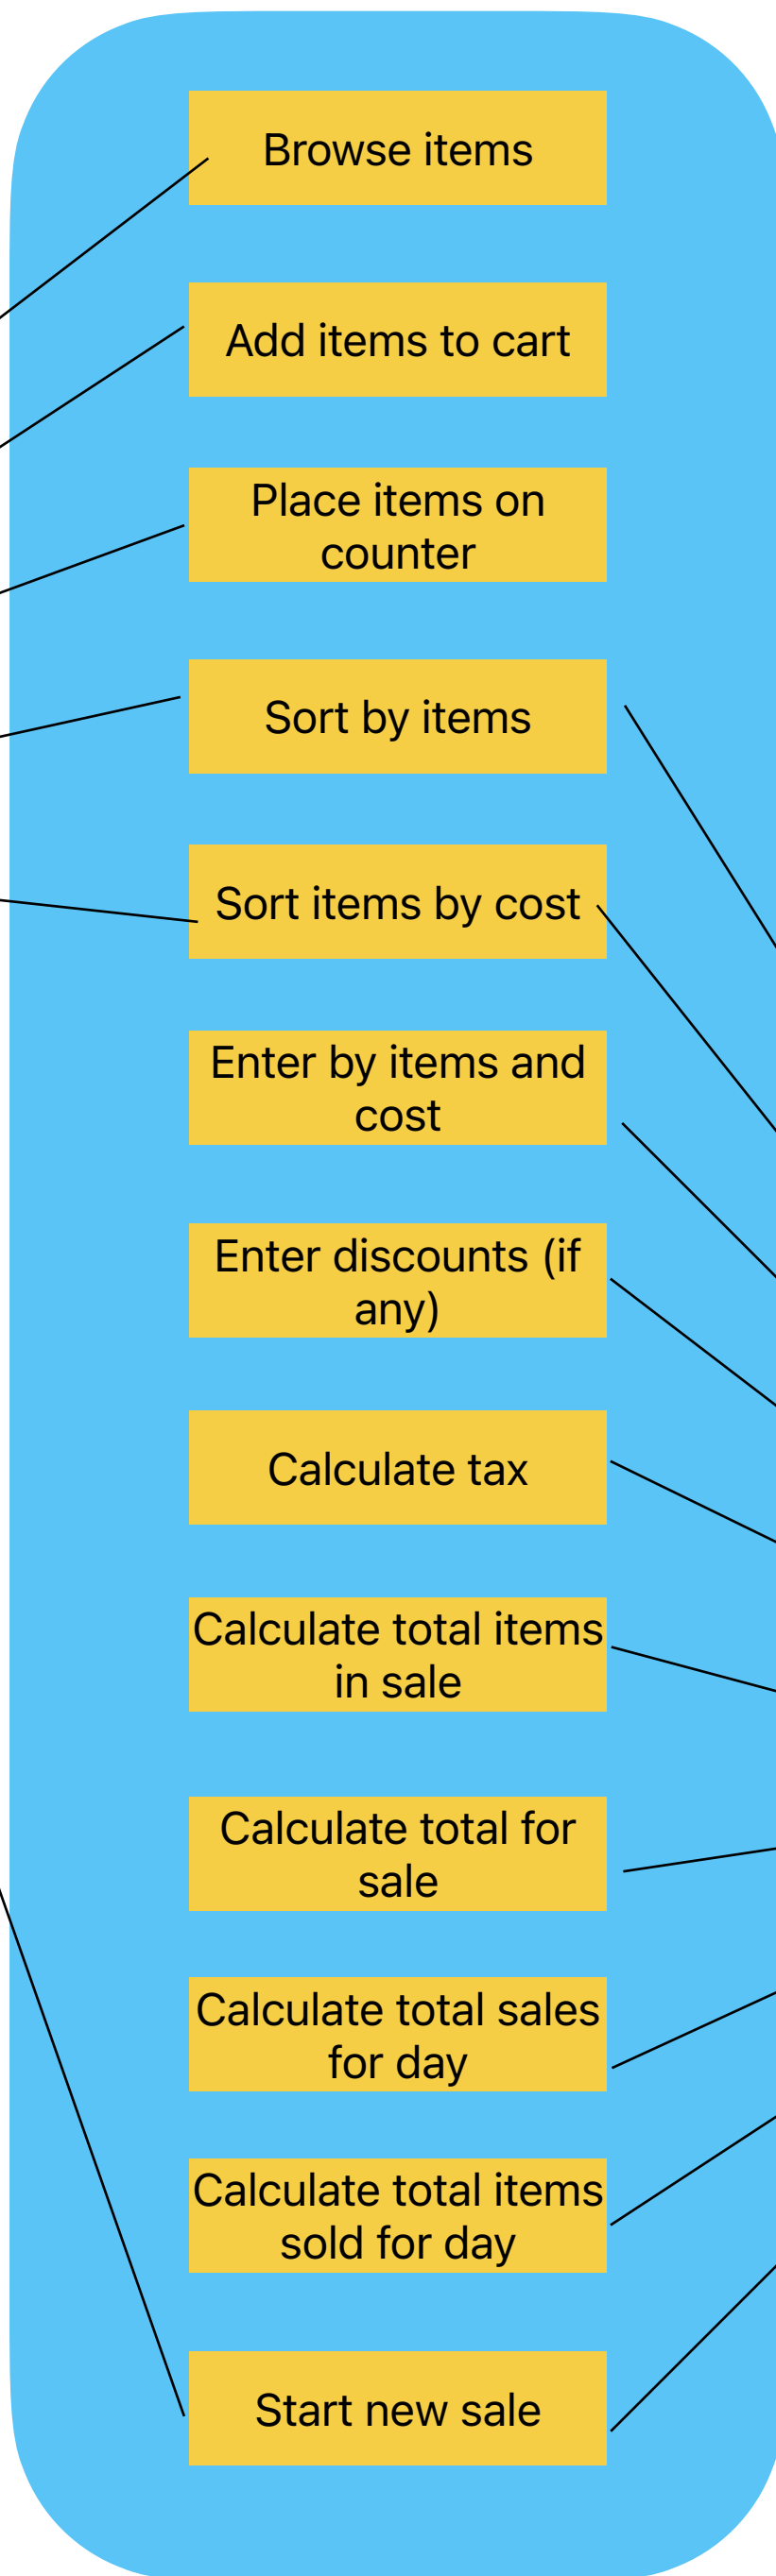 Browse items
Add items to cart
Place items on
counter
Sort by items
Sort items by cost
Enter by items and
cost
Enter discounts (if
any)
Calculate tax
Calculate total items
in sale
Calculate total for
sale
Calculate total sales
for day
Calculate total items
sold for day
Start new sale